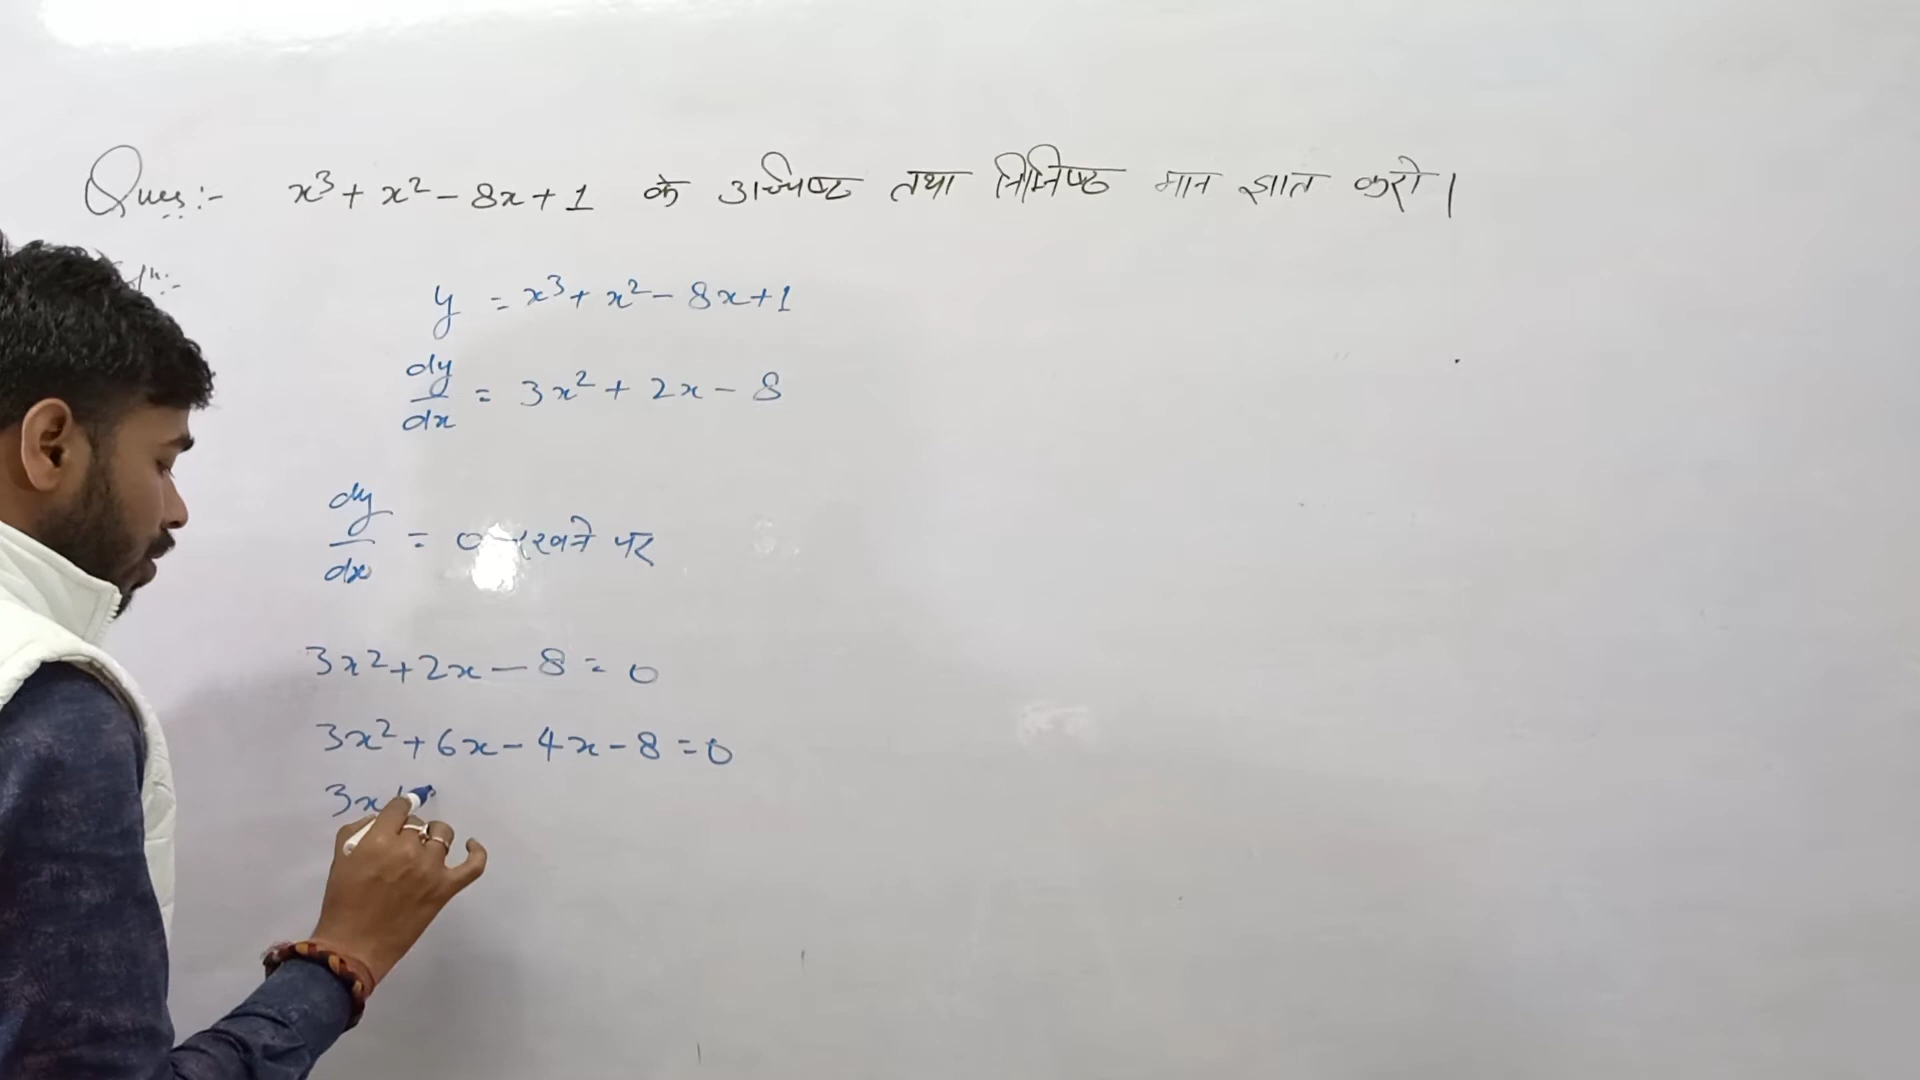 Ques:- x³ + x² - 8x + 1 के उच्चिष्ठ तथा निम्निष्ठ मान ज्ञात करो।
y = x³ + x² - 8x + 1
dy/dx = 3x² + 2x - 8
dy/dx = 0 रखने पर
3x² + 2x - 8 = 0
3x² + 6x - 4x - 8 = 0
3x